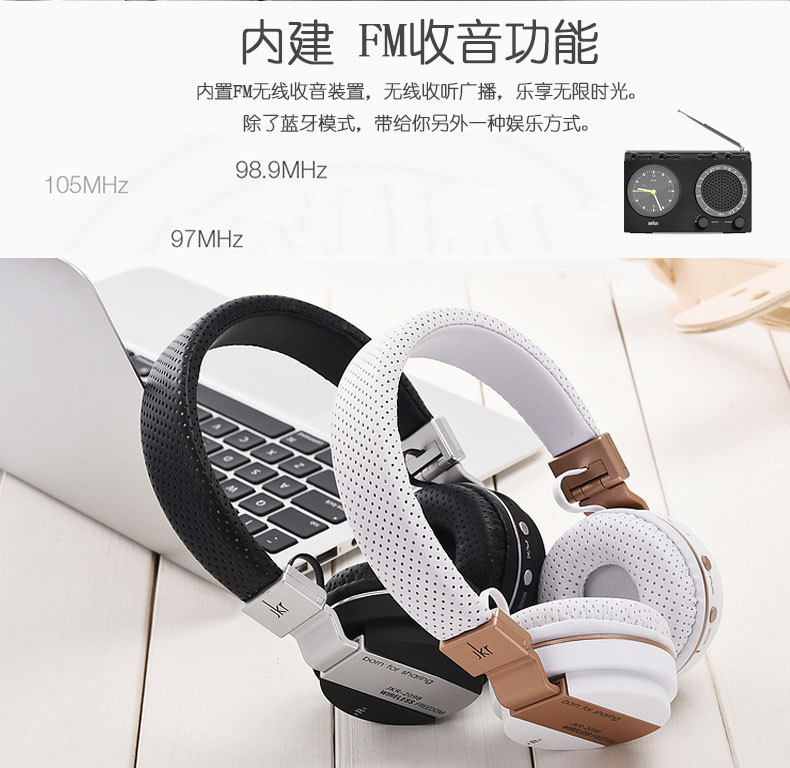 内建 FM收音功能
内置FM无线收音装置，无线收听广播，乐享无限时光。
除了蓝牙模式，带给你另外一种娱乐方式。
98.9MHz
105MHz
97MHz
jkr
born for sharing
JKR-209B
WIRELESS FREEDOM
jkr
born for sharing
JKR-209B
WIRELESS FREEDOM